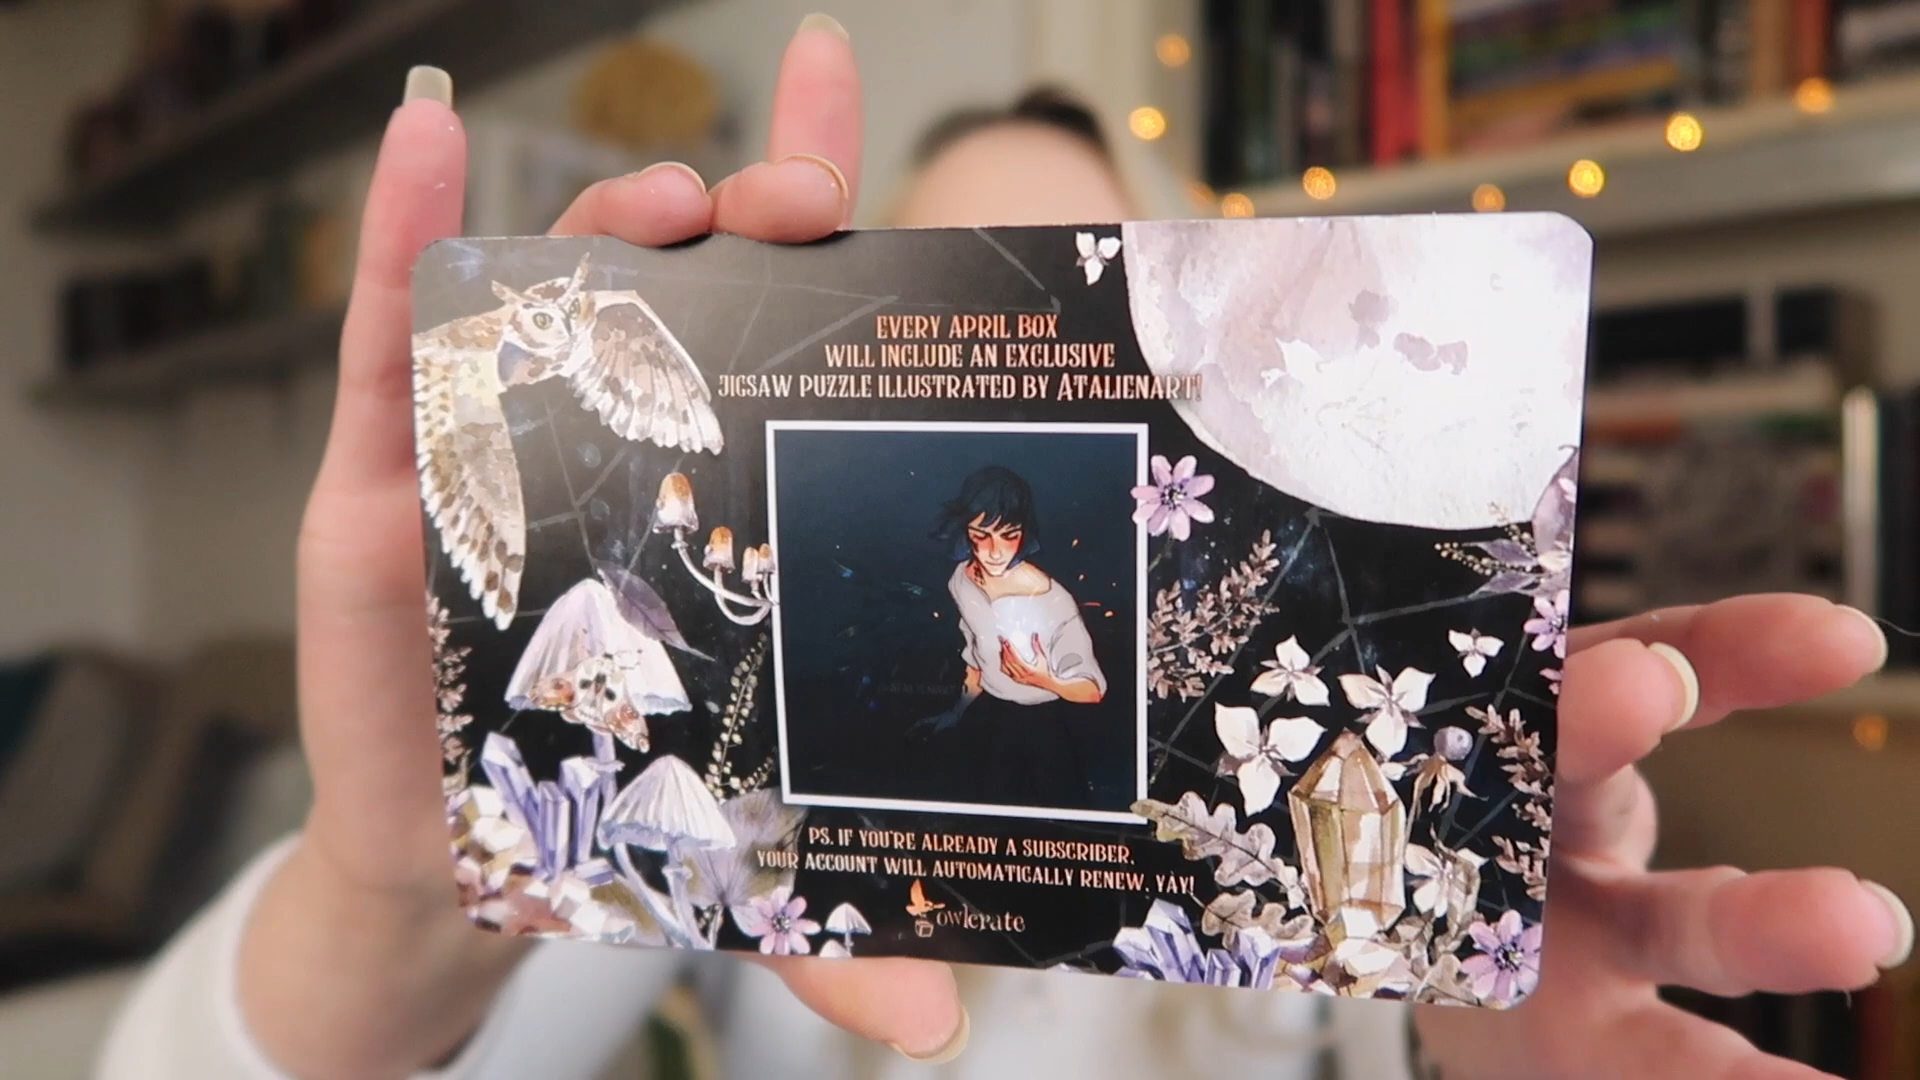 EVERY APRIL BOX
WILL INCLUDE AN EXCLUSIVE
JIGSAW PUZZLE ILLUSTRATED BY ATALIENART!
PS. IF YOU'RE ALREADY A SUBSCRIBER,
YOUR ACCOUNT WILL AUTOMATICALLY RENEW, YAY!
owlcrate